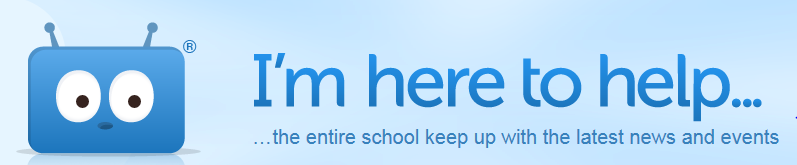 ®
I'm here to help...
...the entire school keep up with the latest news and events